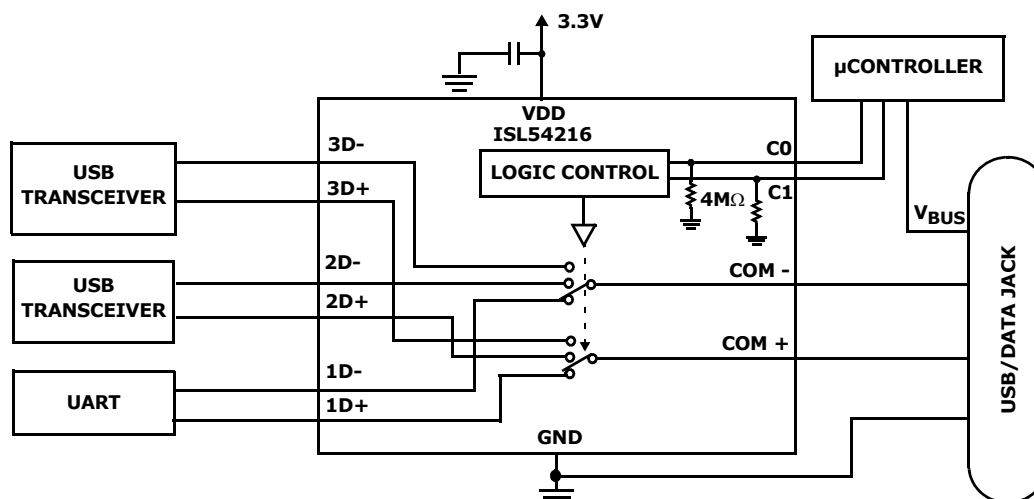 3.3V
µCONTROLLER
VDD
ISL54216
LOGIC CONTROL
C0
C1
4MΩ
USB
TRANSCEIVER
3D-
3D+
VBUS
USB
TRANSCEIVER
2D-
2D+
COM -
COM +
UART
1D-
1D+
GND
USB/DATA JACK